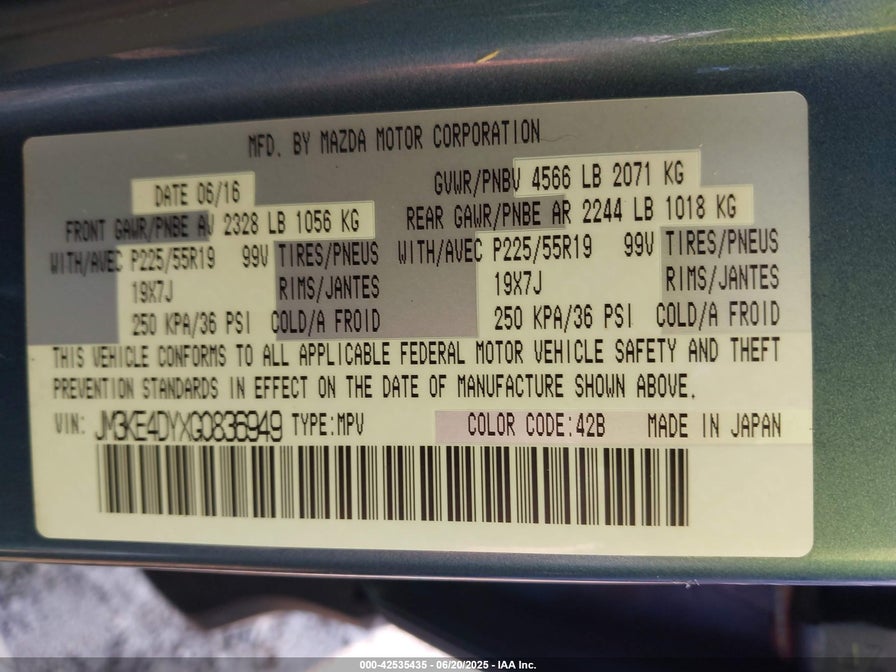 MFD. BY MAZDA MOTOR CORPORATION
DATE 06/16 GVWR/PNBV 4566 LB 2071 KG
FRONT GAWR/PNBE AV 2328 LB 1056 KG REAR GAWR/PNBE AR 2244 LB 1018 KG
WITH/AVEC P225/55R19 99V TIRES/PNEUS WITH/AVEC P225/55R19 99V TIRES/PNEUS
19X7J RIMS/JANTES 19X7J RIMS/JANTES
250 KPA/36 PSI COLD/A FROID 250 KPA/36 PSI COLD/A FROID
THIS VEHICLE CONFORMS TO ALL APPLICABLE FEDERAL MOTOR VEHICLE SAFETY AND THEFT
PREVENTION STANDARDS IN EFFECT ON THE DATE OF MANUFACTURE SHOWN ABOVE.
VIN: JM3KE4DYXG0836949 TYPE:MPV COLOR CODE:42B MADE IN JAPAN
000-42535435 - 06/20/2025 - IAA Inc.